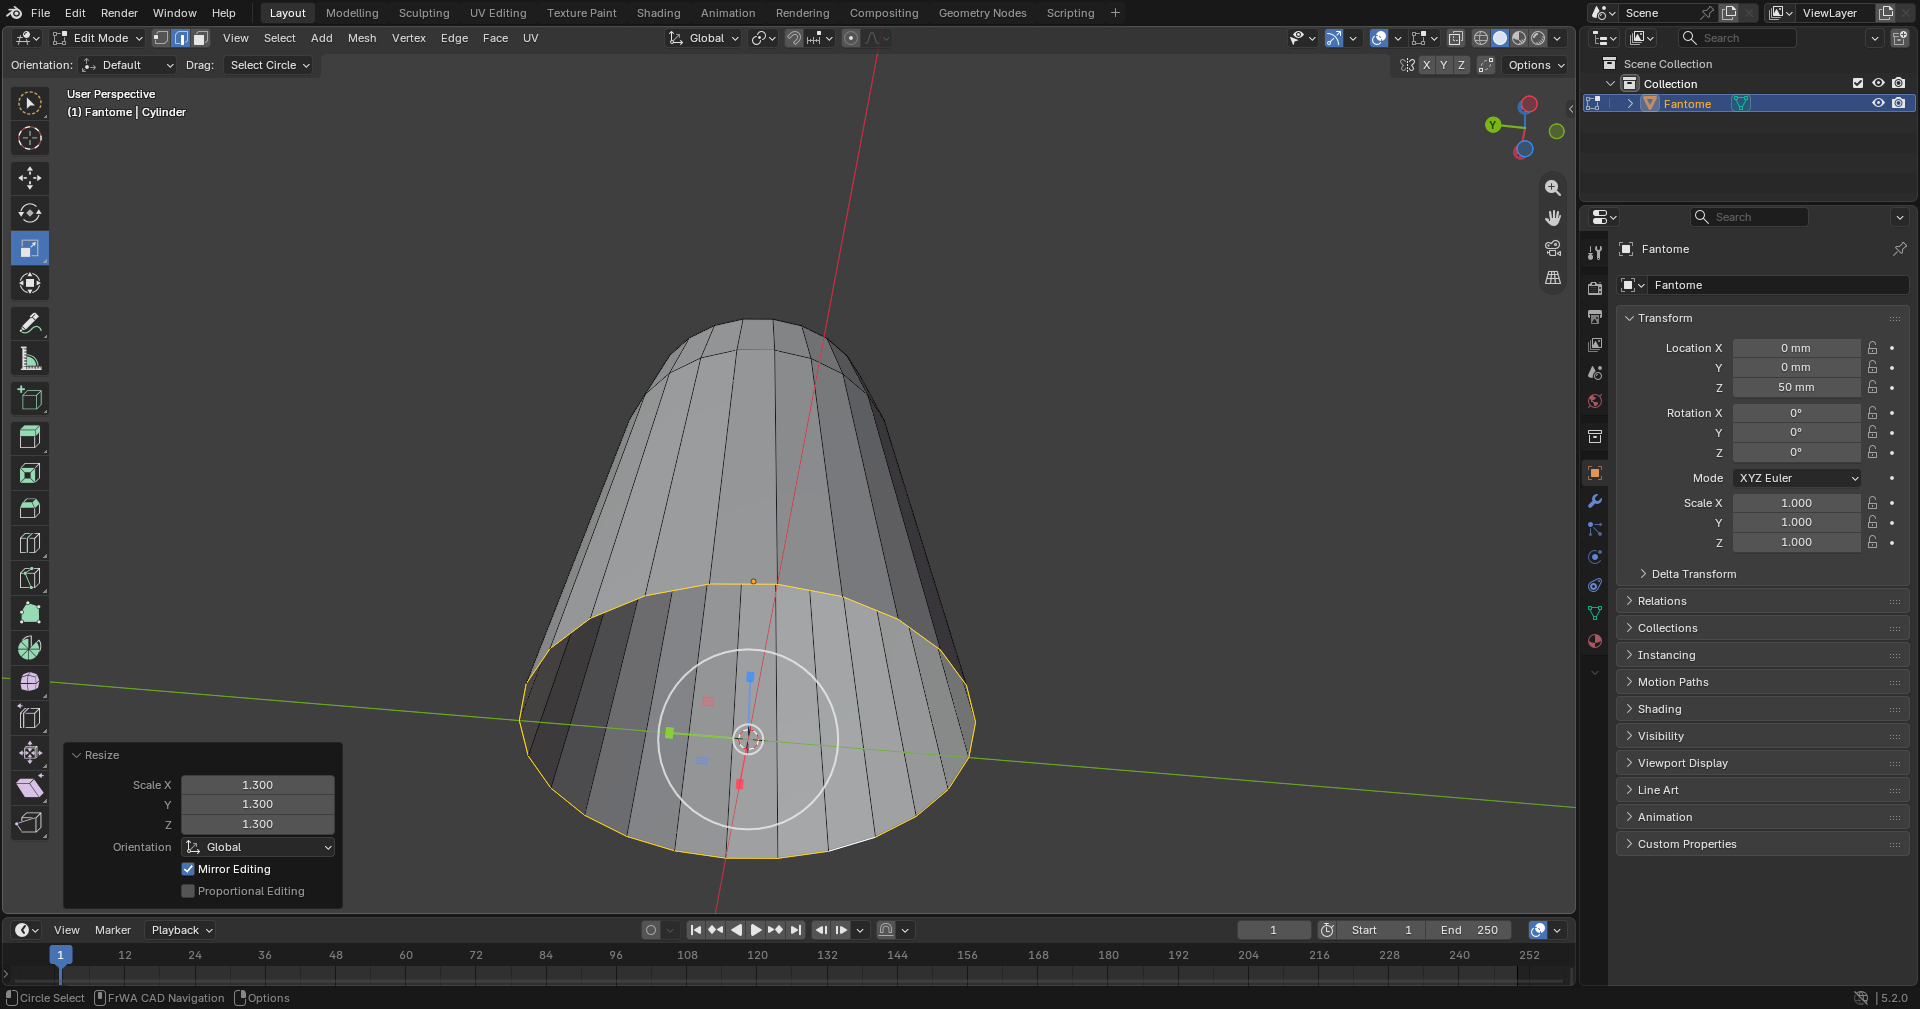 File Edit Render Window Help Layout Modelling Sculpting UV Editing Texture Paint Shading Animation Rendering Compositing Geometry Nodes Scripting + Scene ViewLayer
Edit Mode View Select Add Mesh Vertex Edge Face UV Global Search
Orientation: Default Drag: Select Circle X Y Z Options
Scene Collection
Collection
Fantome
User Perspective
(1) Fantome | Cylinder
Y
Search
Fantome
Fantome
Transform
Location X 0 mm
Y 0 mm
Z 50 mm
Rotation X 0°
Y 0°
Z 0°
Mode XYZ Euler
Scale X 1.000
Y 1.000
Z 1.000
Delta Transform
Relations
Collections
Instancing
Motion Paths
Shading
Visibility
Viewport Display
Line Art
Animation
Custom Properties
Resize
Scale X 1.300
Y 1.300
Z 1.300
Orientation Global
Mirror Editing
Proportional Editing
View Marker Playback 1 Start 1 End 250
1 12 24 36 48 60 72 84 96 108 120 132 144 156 168 180 192 204 216 228 240 252
Circle Select FrWA CAD Navigation Options 5.2.0